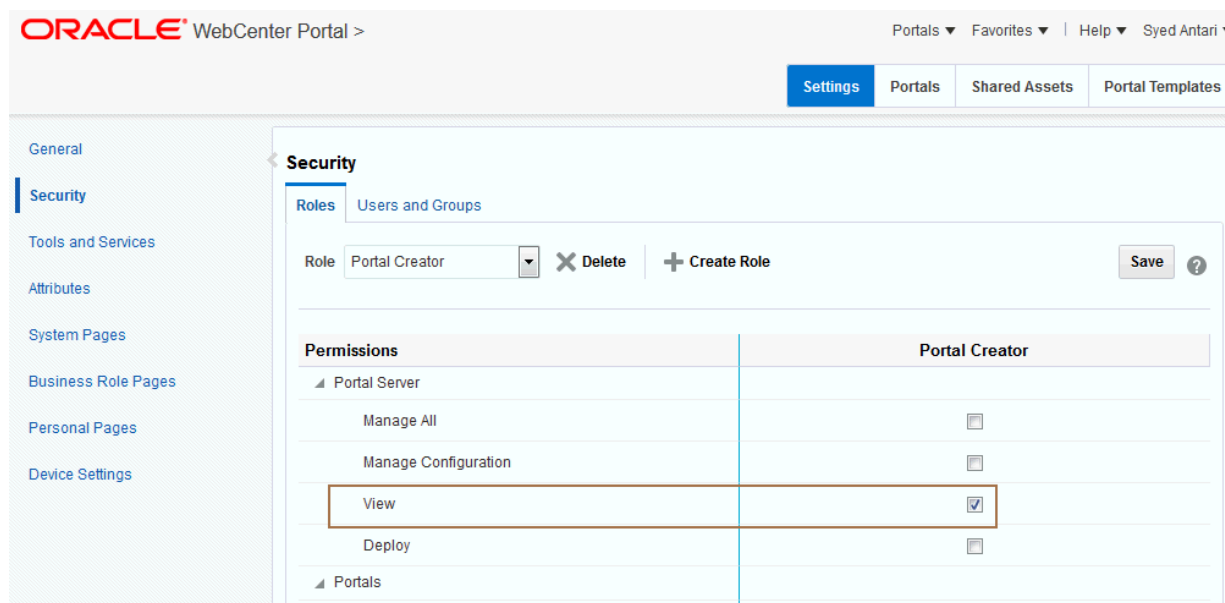 ORACLE WebCenter Portal >
Portals Favorites Help Syed Antari
Settings Portals Shared Assets Portal Templates
General
Security
Tools and Services
Attributes
System Pages
Business Role Pages
Personal Pages
Device Settings
Security
Roles Users and Groups
Role Portal Creator Delete Create Role Save ?
Permissions Portal Creator
Portal Server
Manage All
Manage Configuration
View
Deploy
Portals